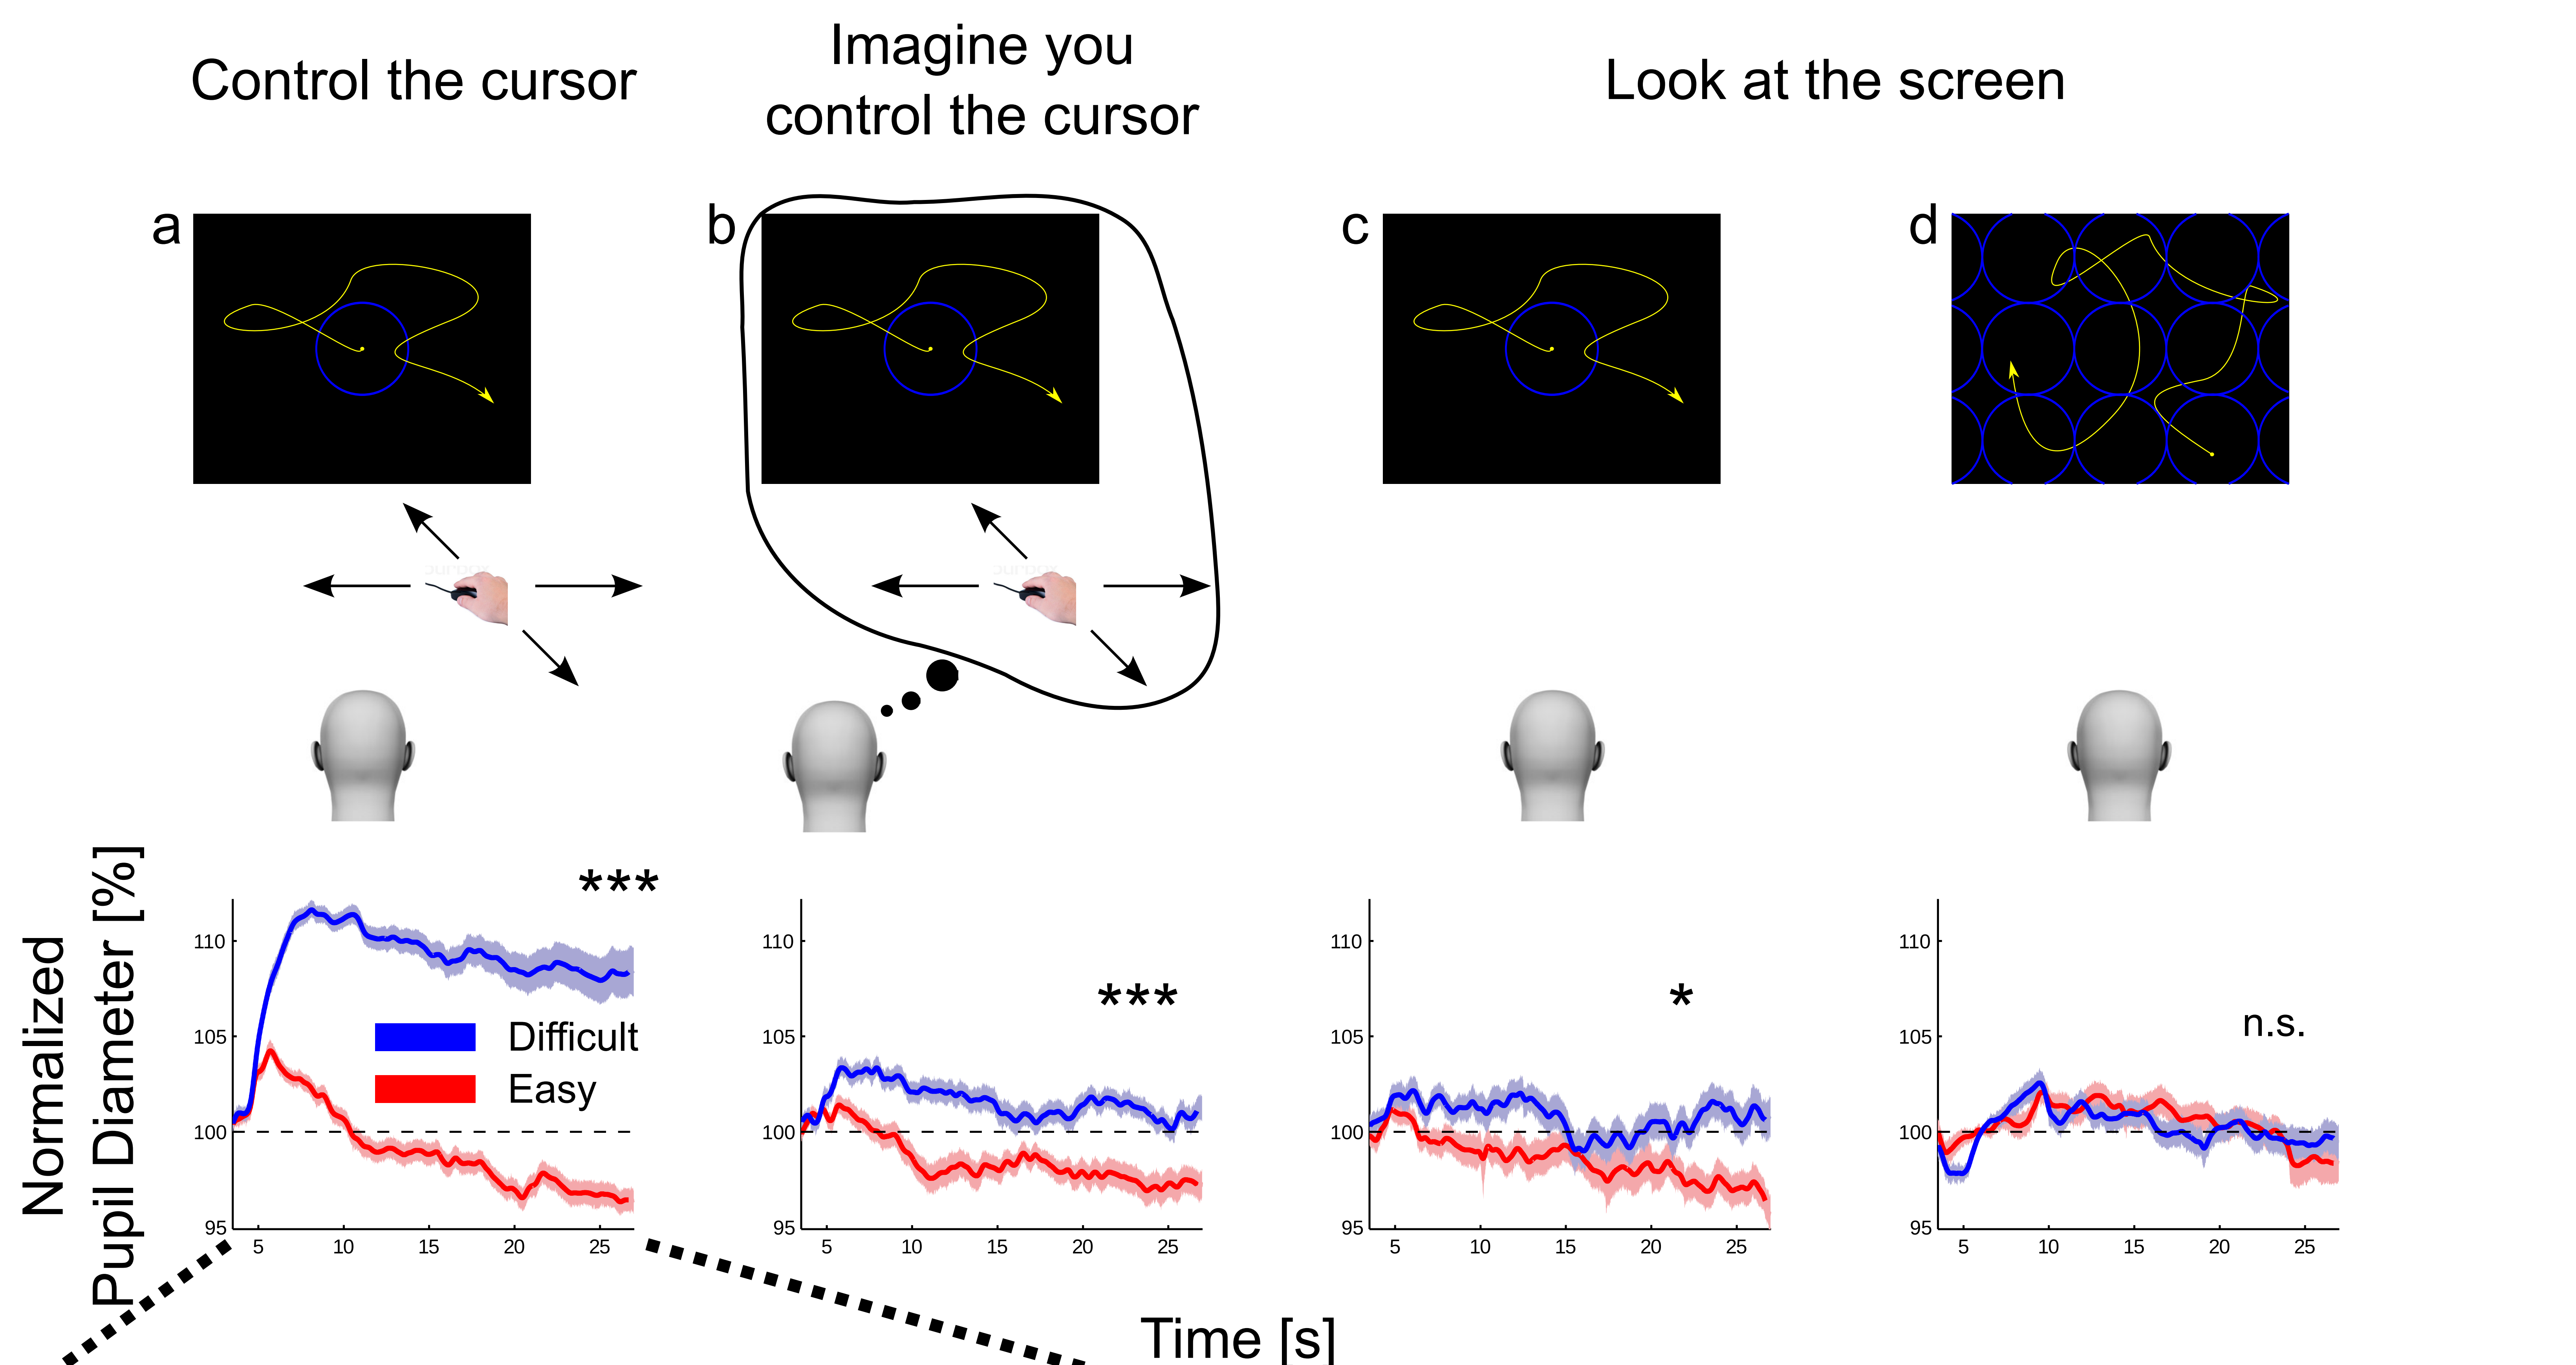 Control the cursor
Imagine you
control the cursor
Look at the screen
a
b
c
d
Normalized
Pupil Diameter [%]
***
110
105
100
95
5 10 15 20 25
Difficult
Easy
***
110
105
100
95
5 10 15 20 25
*
110
105
100
95
5 10 15 20 25
n.s.
110
105
100
95
5 10 15 20 25
Time [s]